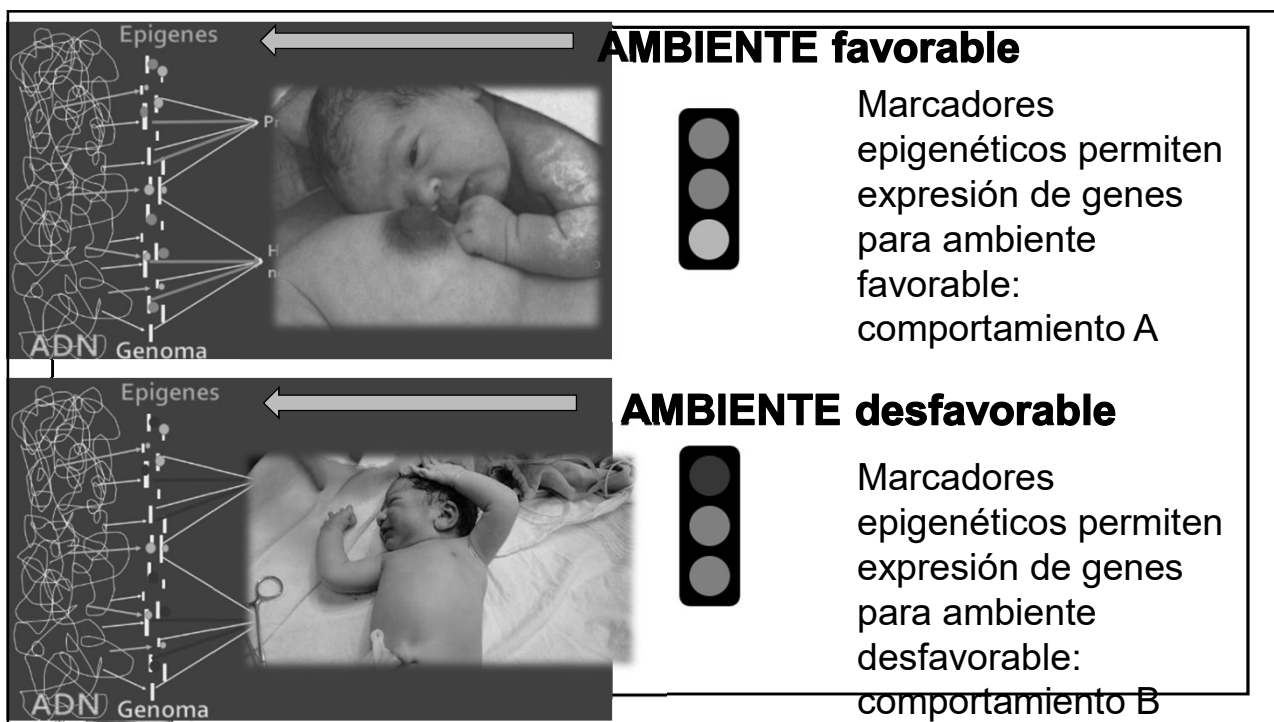 Epigenes
AMBIENTE favorable
ADN Genoma
Marcadores
epigenéticos permiten
expresión de genes
para ambiente
favorable:
comportamiento A
Epigenes
AMBIENTE desfavorable
ADN Genoma
Marcadores
epigenéticos permiten
expresión de genes
para ambiente
desfavorable:
comportamiento B